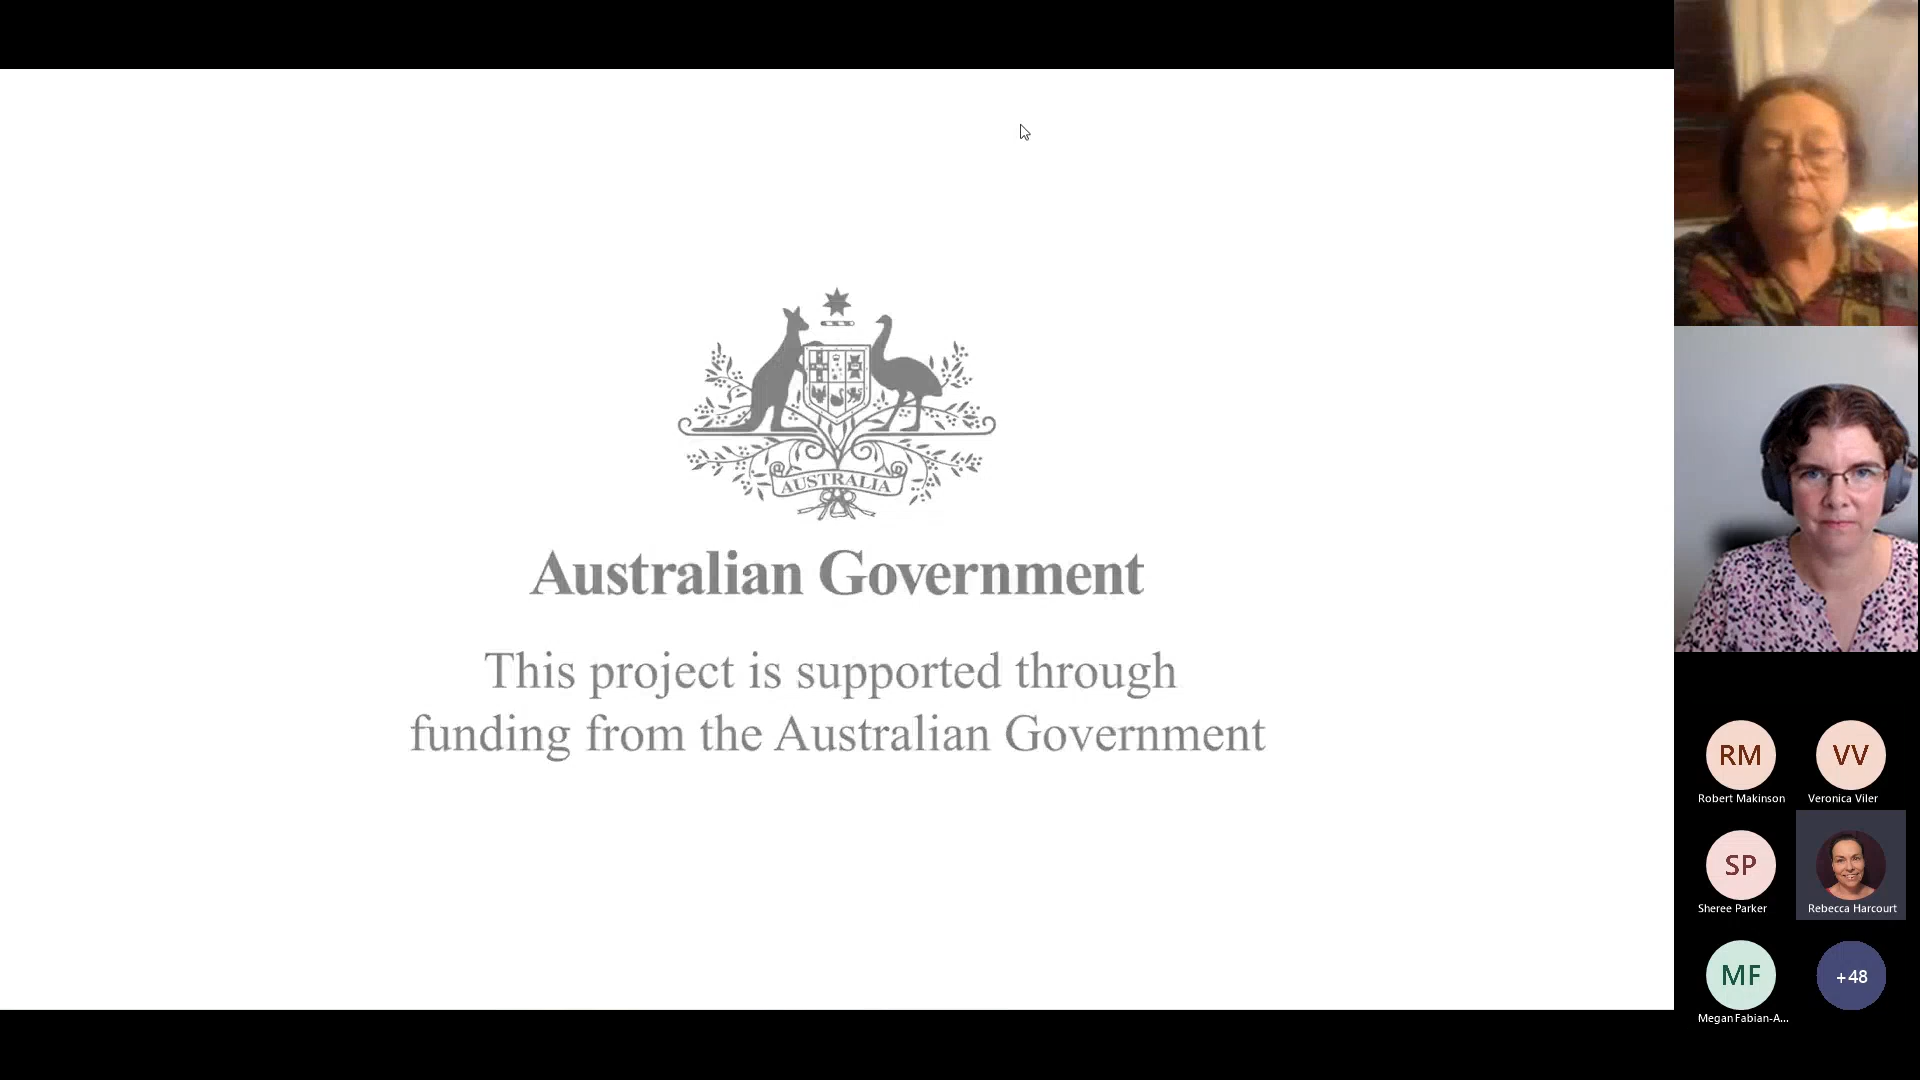 AUSTRALIA
Australian Government
This project is supported through
funding from the Australian Government
RM
Robert Makinson
VV
Veronica Viler
SP
Sheree Parker
Rebecca Harcourt
MF
Megan Fabian-A...
+48